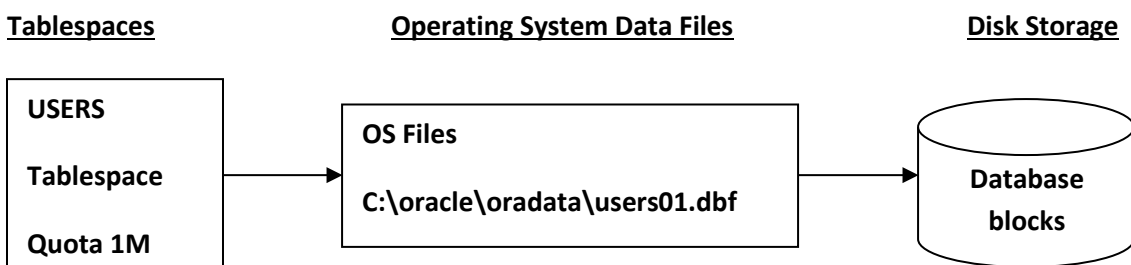 Tablespaces
Operating System Data Files
Disk Storage
USERS
Tablespace
Quota 1M
OS Files
C:\oracle\oradata\users01.dbf
Database
blocks